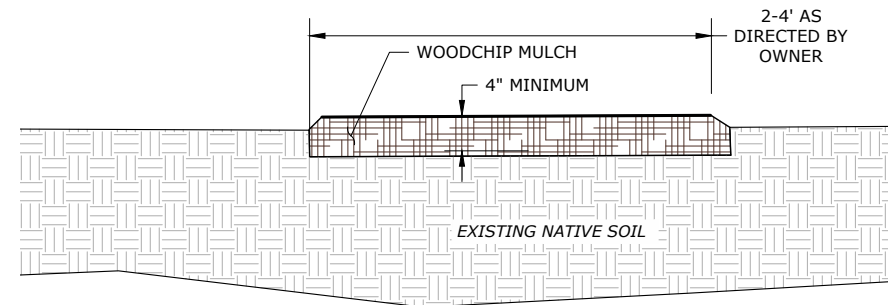 2-4' AS
DIRECTED BY
OWNER
WOODCHIP MULCH
4" MINIMUM
EXISTING NATIVE SOIL